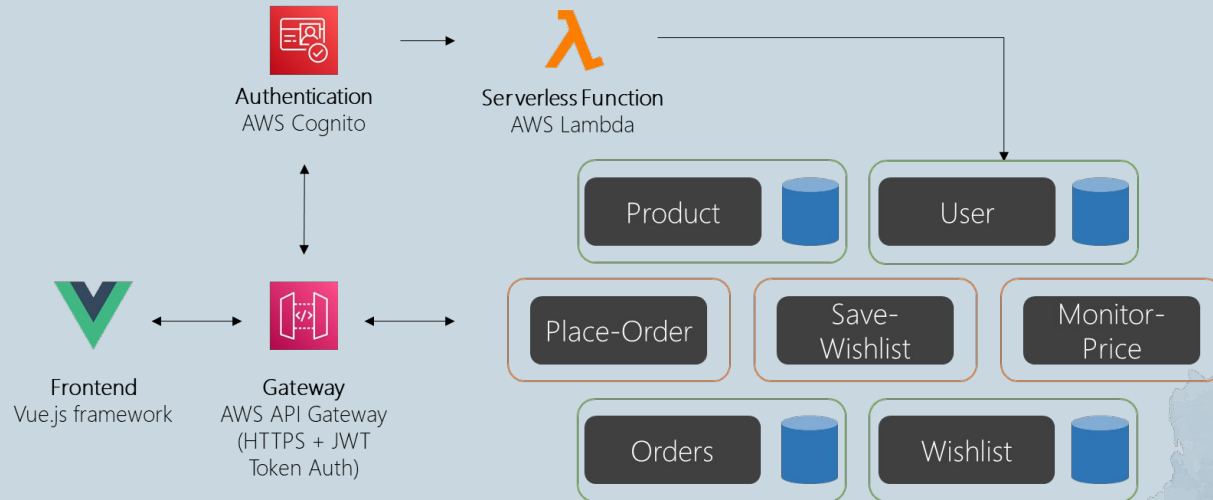 Authentication
AWS Cognito
Serverless Function
AWS Lambda
Product
User
Place-Order
Save-
Wishlist
Monitor-
Price
Frontend
Vue.js framework
</>
Gateway
AWS API Gateway
(HTTPS + JWT
Token Auth)
Orders
Wishlist